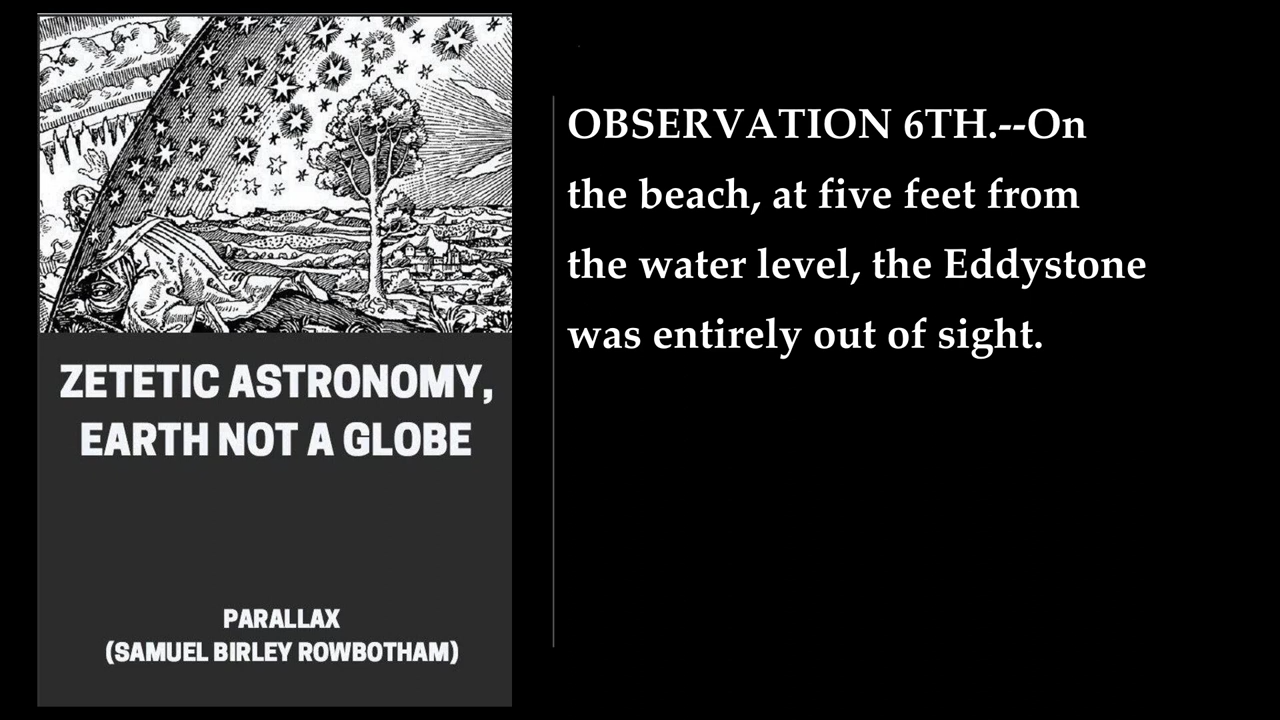 ZETETIC ASTRONOMY,
EARTH NOT A GLOBE
PARALLAX
(SAMUEL BIRLEY ROWBOTHAM)
OBSERVATION 6TH.--On
the beach, at five feet from
the water level, the Eddystone
was entirely out of sight.